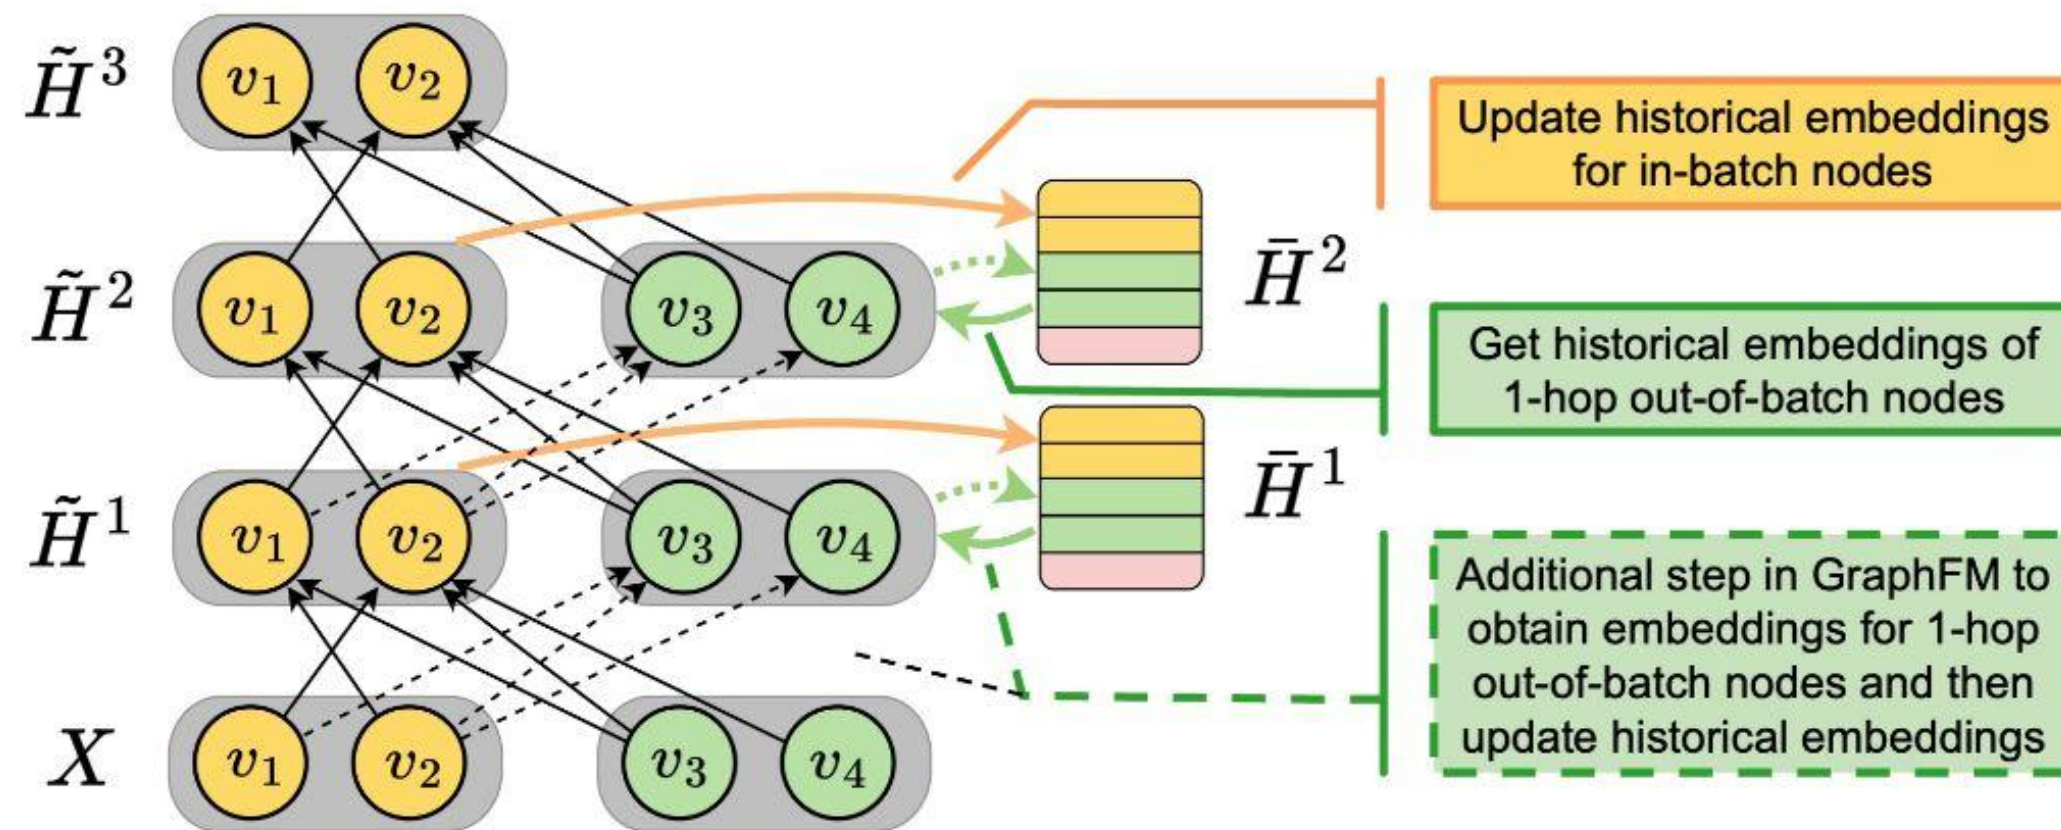 H̃³ v₁ v₂
Update historical embeddings
for in-batch nodes
H̃² v₁ v₂ v₃ v₄ H̄²
Get historical embeddings of
1-hop out-of-batch nodes
H̃¹ v₁ v₂ v₃ v₄ H̄¹
Additional step in GraphFM to
obtain embeddings for 1-hop
out-of-batch nodes and then
update historical embeddings
X v₁ v₂ v₃ v₄